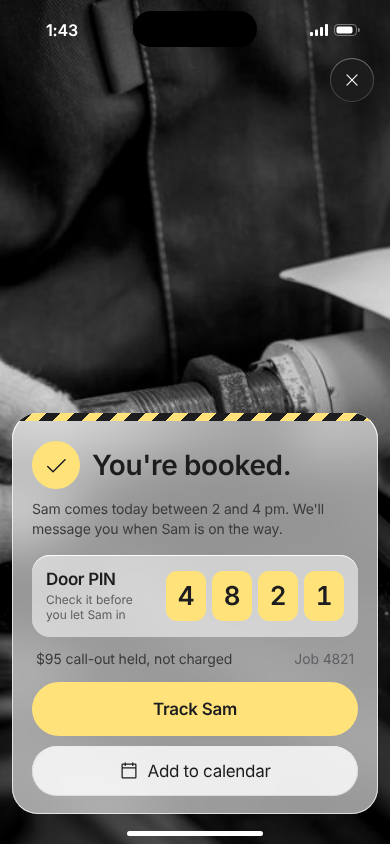 1:43
You're booked.
Sam comes today between 2 and 4 pm. We'll
message you when Sam is on the way.
Door PIN
Check it before
you let Sam in
4 8 2 1
$95 call-out held, not charged
Job 4821
Track Sam
Add to calendar